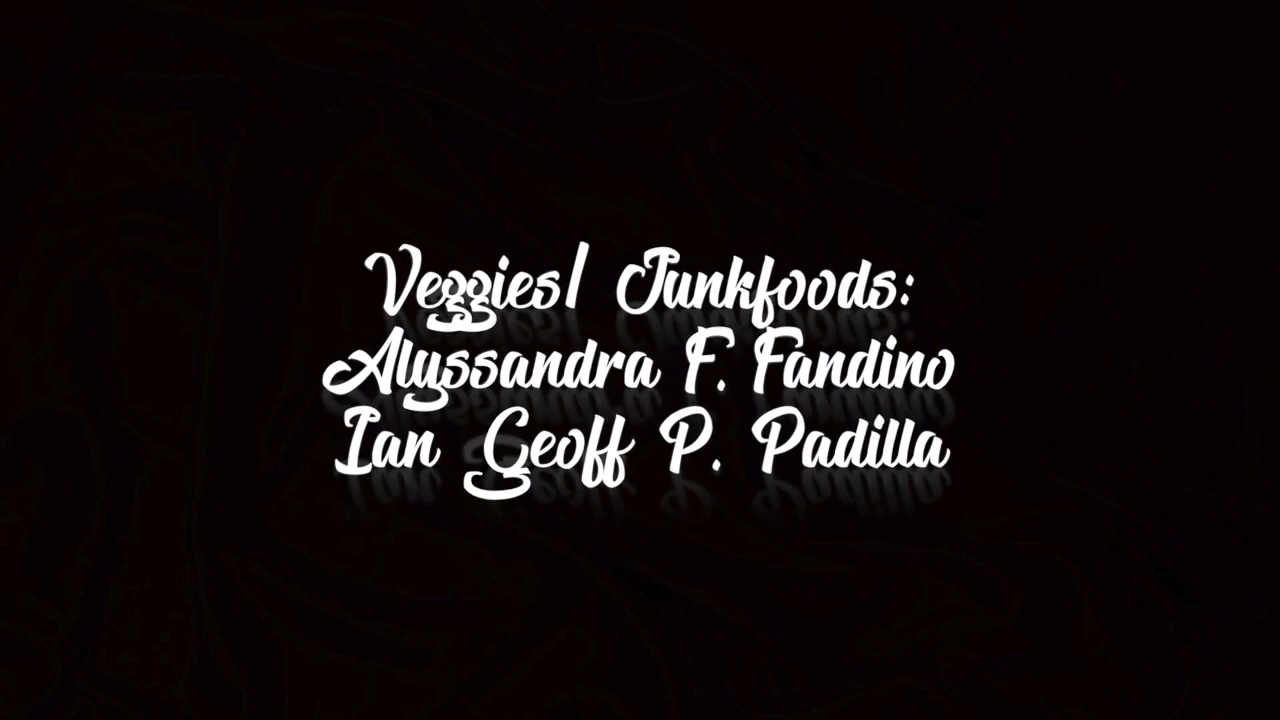 Veggies/ Junkfoods:
Alyssandra F. Fandino
Ian Geoff P. Padilla